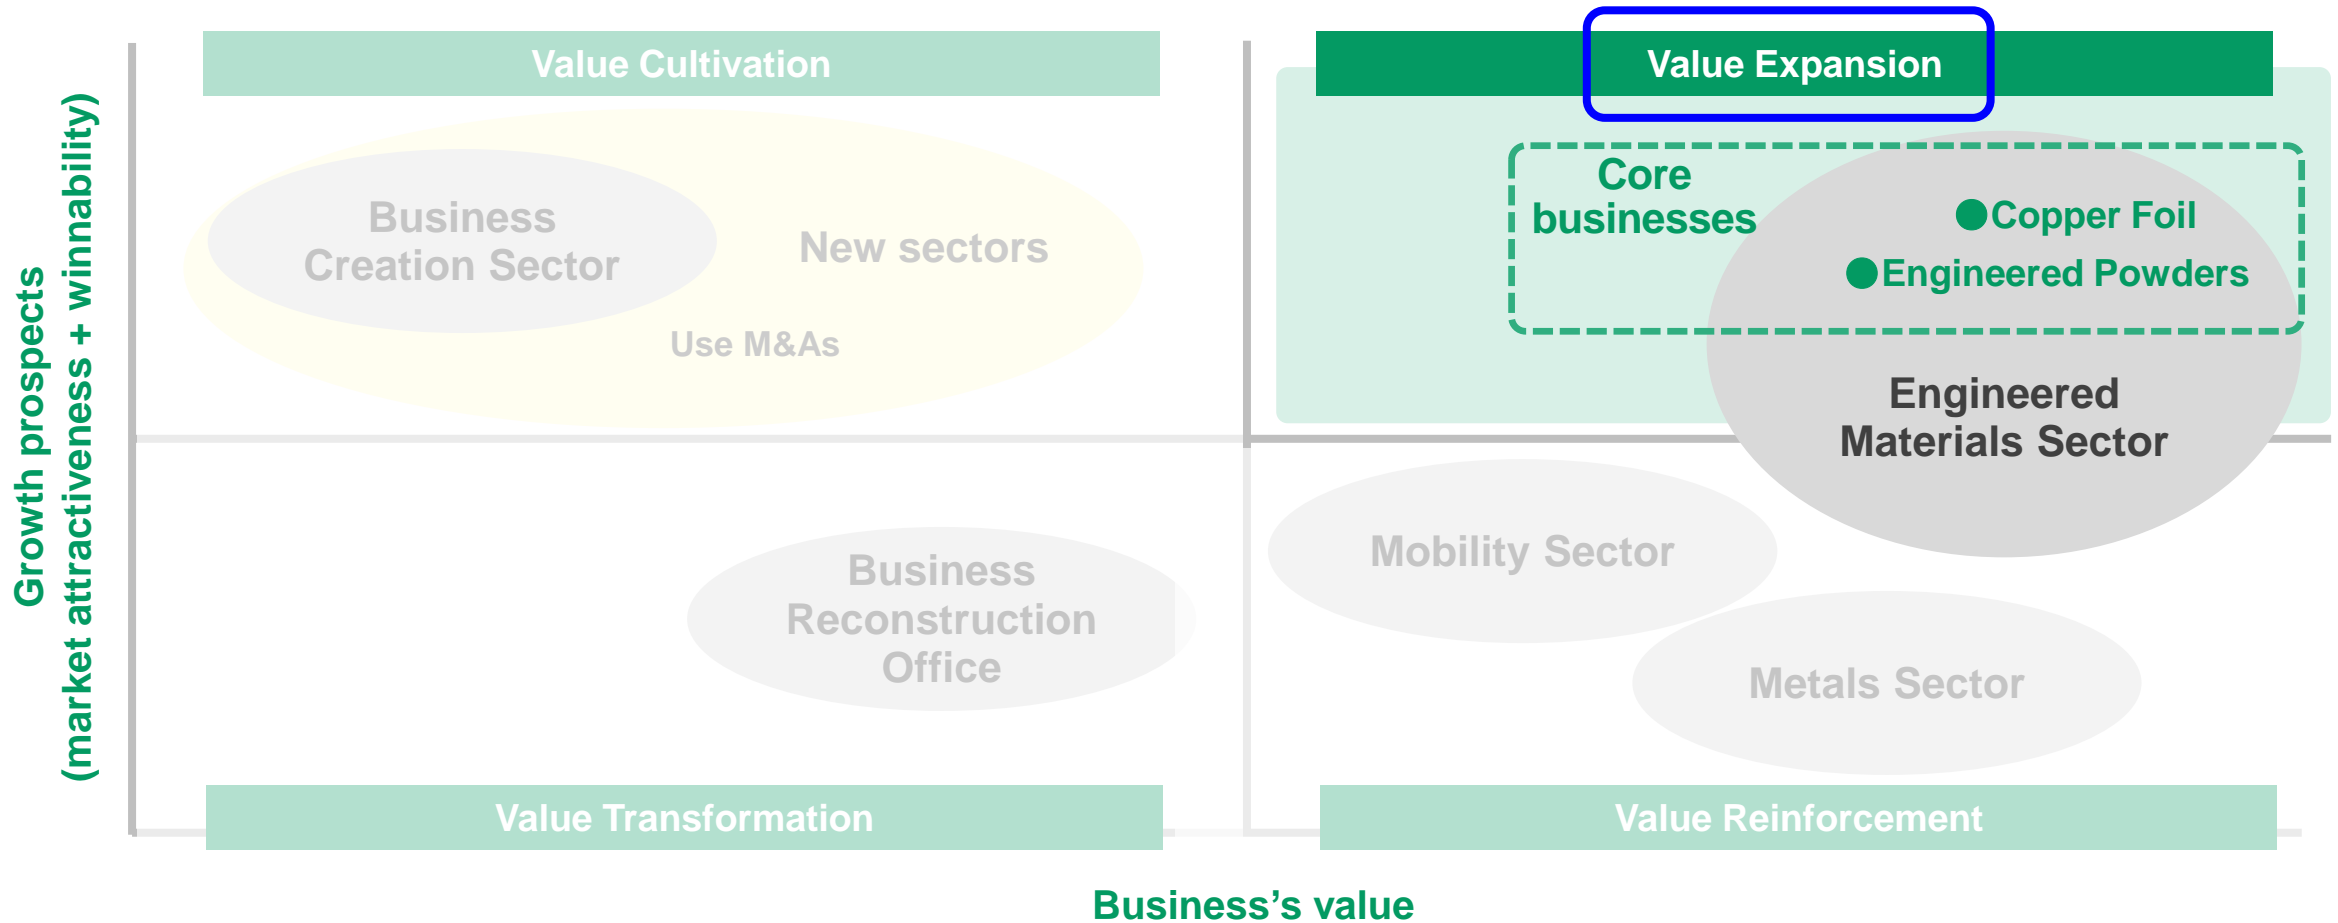 Value Cultivation
Value Expansion
Growth prospects
(market attractiveness + winnability)
Business
Creation Sector
New sectors
Use M&As
Core
businesses
Copper Foil
Engineered Powders
Engineered
Materials Sector
Business
Reconstruction
Office
Mobility Sector
Metals Sector
Value Transformation
Value Reinforcement
Business’s value